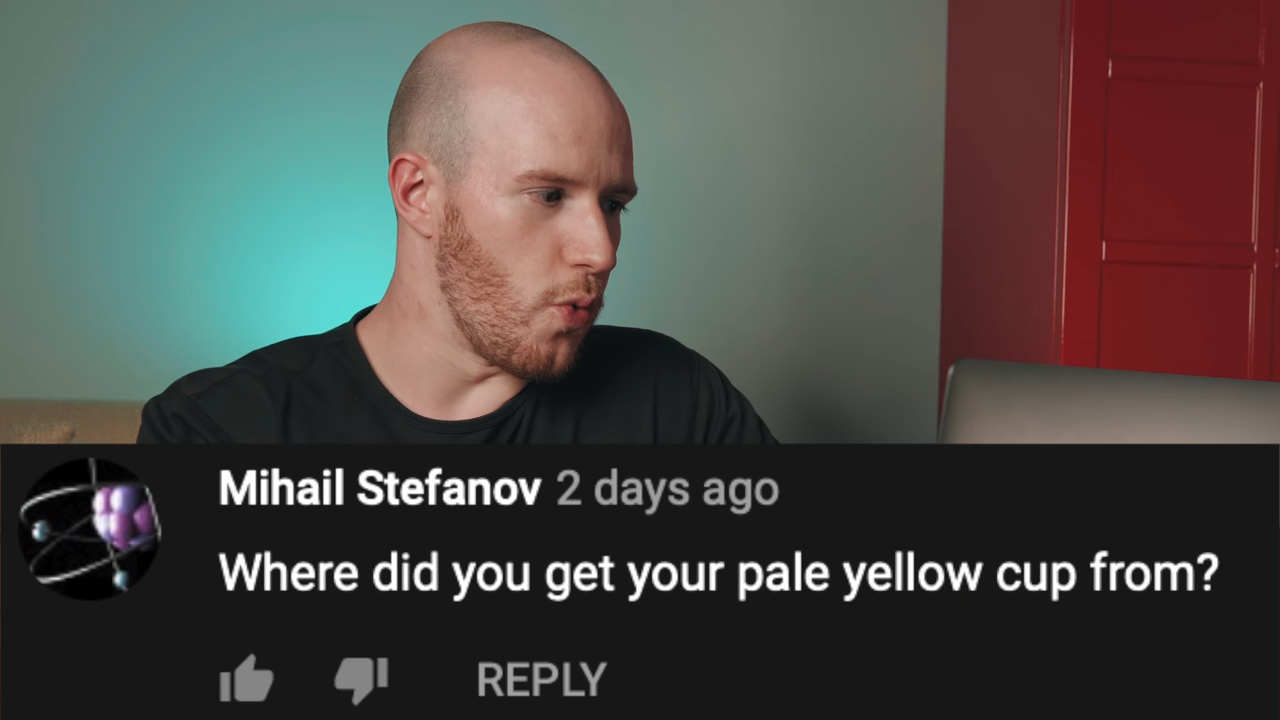 Mihail Stefanov 2 days ago
Where did you get your pale yellow cup from?
REPLY